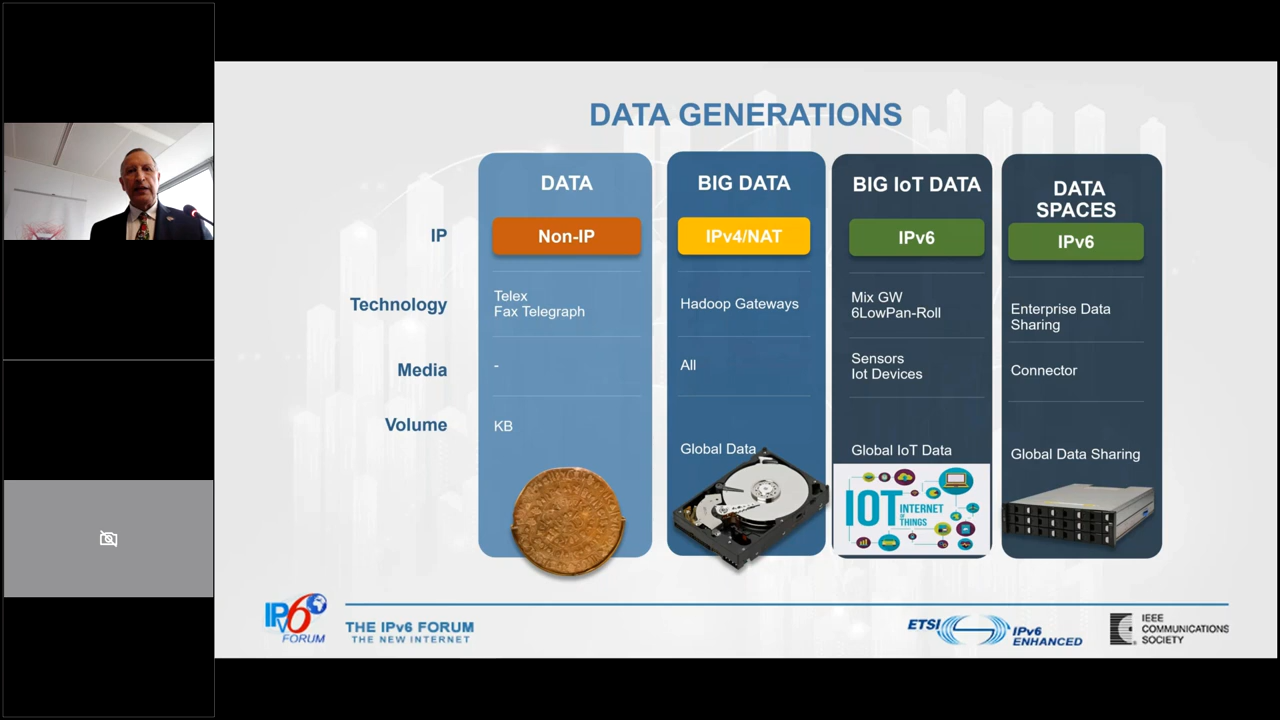 DATA GENERATIONS
DATA
BIG DATA
BIG IoT DATA
DATA
SPACES
IP
Non-IP
IPv4/NAT
IPv6
IPv6
Technology
Telex
Fax Telegraph
Hadoop Gateways
Mix GW
6LowPan-Roll
Enterprise Data
Sharing
Media
-
All
Sensors
Iot Devices
Connector
Volume
KB
Global Data
Global IoT Data
Global Data Sharing
IOT
INTERNET
OF
THINGS
IPv6
FORUM
THE IPv6 FORUM
THE NEW INTERNET
ETSI
IPv6
ENHANCED
IEEE
COMMUNICATIONS
SOCIETY